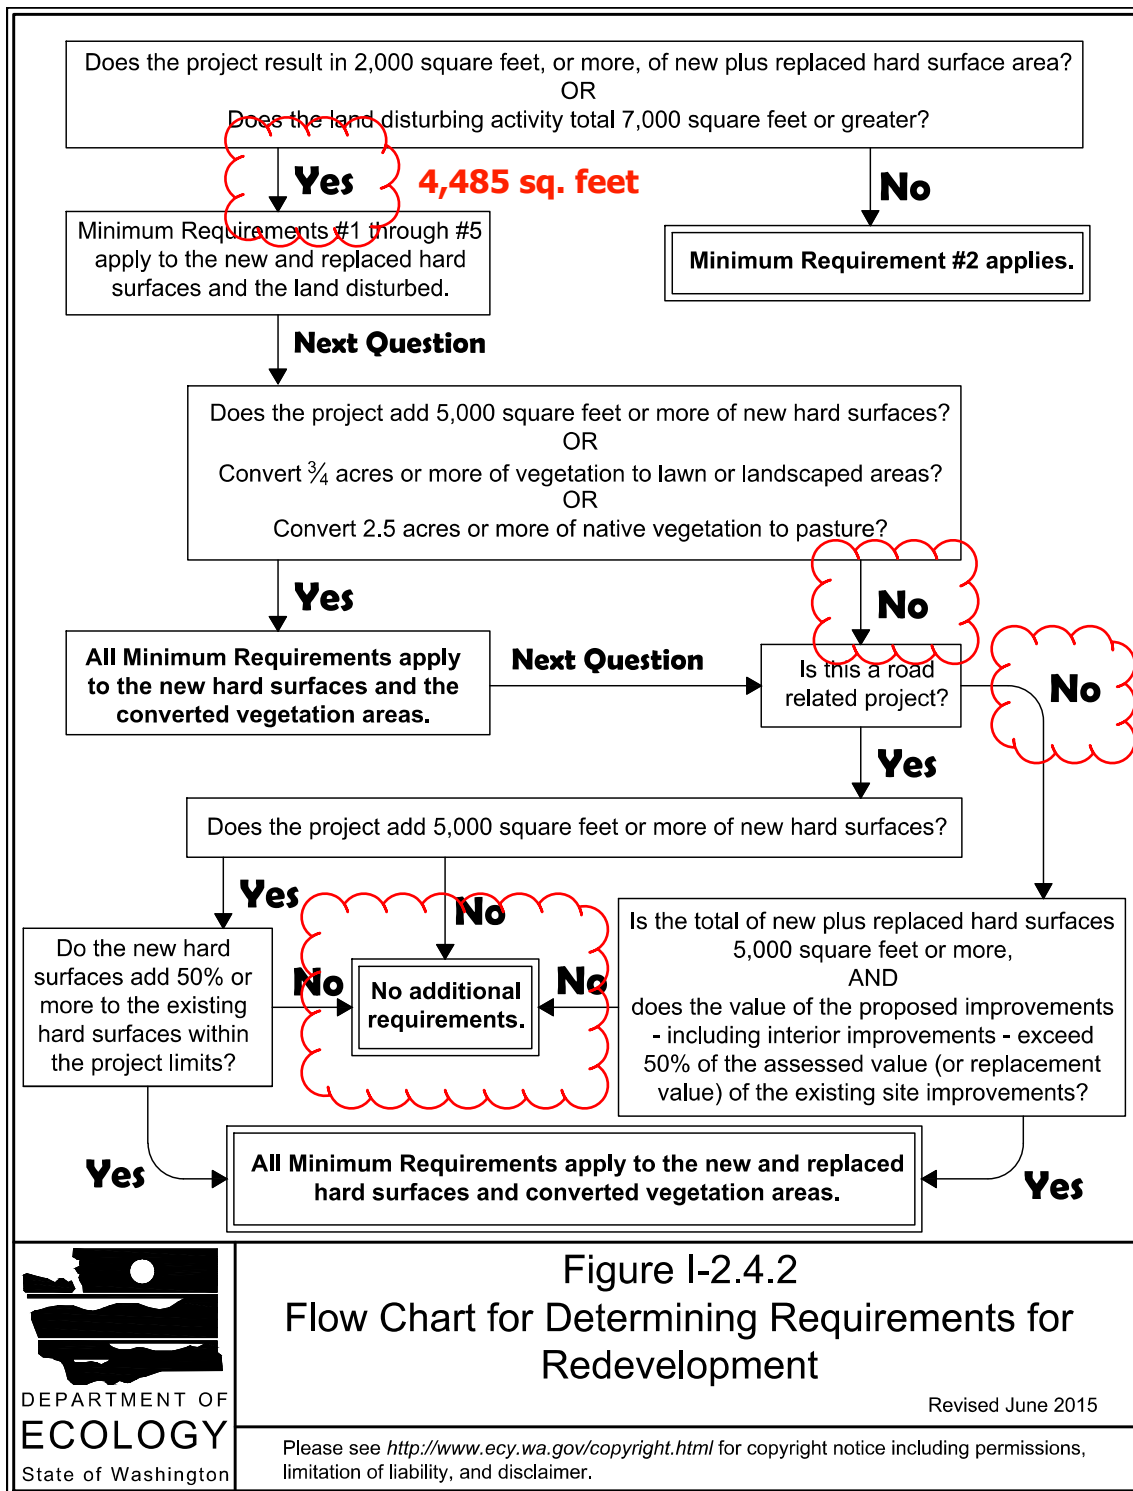 Does the project result in 2,000 square feet, or more, of new plus replaced hard surface area?
OR
Does the land disturbing activity total 7,000 square feet or greater?
Yes
4,485 sq. feet
No
Minimum Requirements #1 through #5
apply to the new and replaced hard
surfaces and the land disturbed.
Minimum Requirement #2 applies.
Next Question
Does the project add 5,000 square feet or more of new hard surfaces?
OR
Convert ¾ acres or more of vegetation to lawn or landscaped areas?
OR
Convert 2.5 acres or more of native vegetation to pasture?
Yes
No
All Minimum Requirements apply
to the new hard surfaces and the
converted vegetation areas.
Next Question
Is this a road
related project?
No
Yes
Does the project add 5,000 square feet or more of new hard surfaces?
Yes
No
Do the new hard
surfaces add 50% or
more to the existing
hard surfaces within
the project limits?
No
No additional
requirements.
No
Is the total of new plus replaced hard surfaces
5,000 square feet or more,
AND
does the value of the proposed improvements
- including interior improvements - exceed
50% of the assessed value (or replacement
value) of the existing site improvements?
Yes
All Minimum Requirements apply to the new and replaced
hard surfaces and converted vegetation areas.
Yes
DEPARTMENT OF
ECOLOGY
State of Washington
Figure I-2.4.2
Flow Chart for Determining Requirements for
Redevelopment
Revised June 2015
Please see http://www.ecy.wa.gov/copyright.html for copyright notice including permissions,
limitation of liability, and disclaimer.